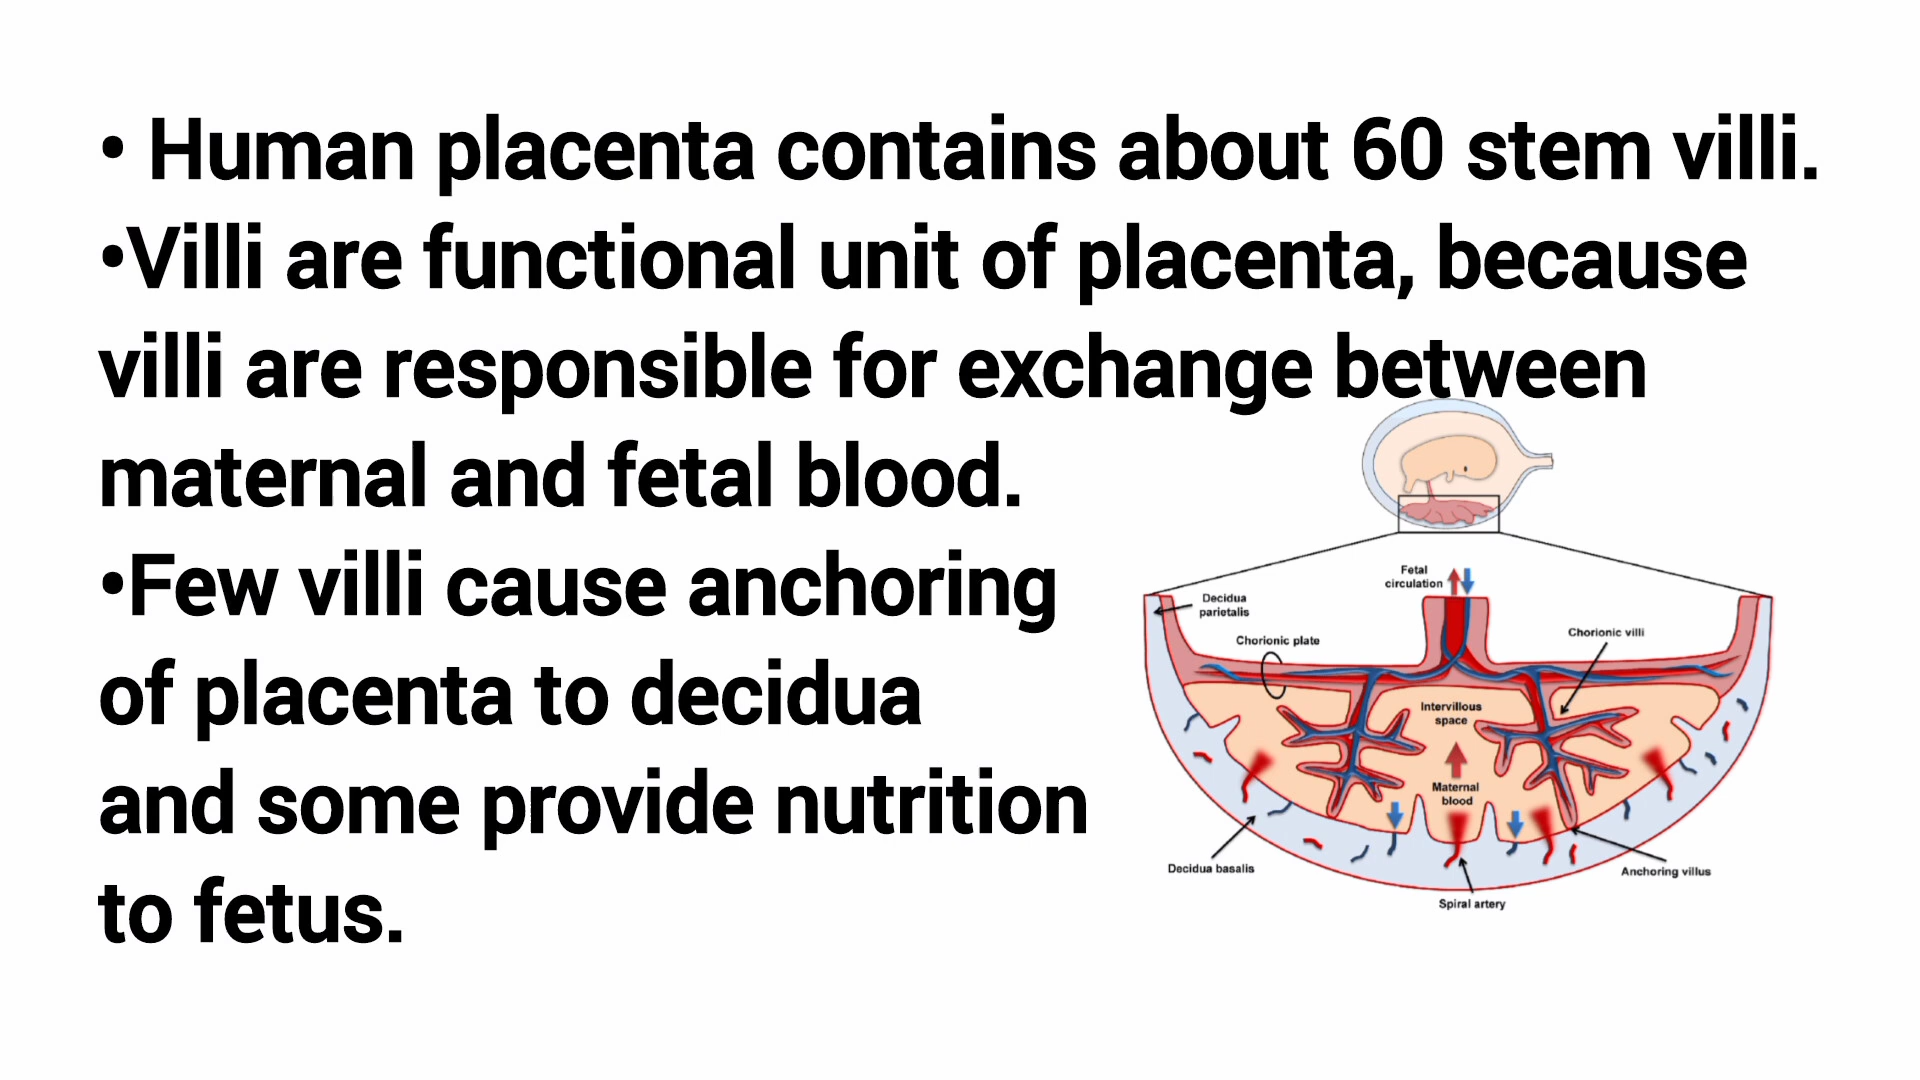 • Human placenta contains about 60 stem villi.
•Villi are functional unit of placenta, because
villi are responsible for exchange between
maternal and fetal blood.
•Few villi cause anchoring
of placenta to decidua
and some provide nutrition
to fetus.
Fetal
circulation
Decidua
parietalis
Chorionic plate
Chorionic villi
Intervillous
space
Maternal
blood
Decidua basalis
Anchoring villus
Spiral artery